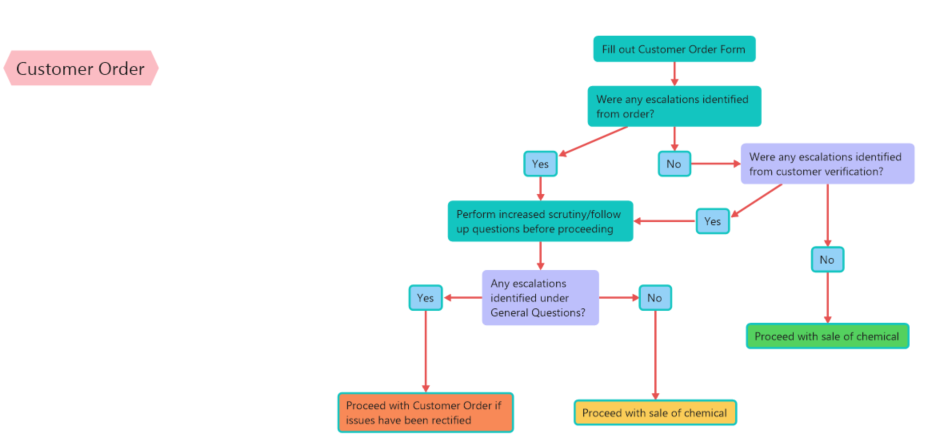 Customer Order
Fill out Customer Order Form
Were any escalations identified
from order?
Yes
No
Were any escalations identified
from customer verification?
Perform increased scrutiny/follow
up questions before proceeding
Yes
No
Any escalations
identified under
General Questions?
Yes
No
Proceed with sale of chemical
Proceed with Customer Order if
issues have been rectified
Proceed with sale of chemical